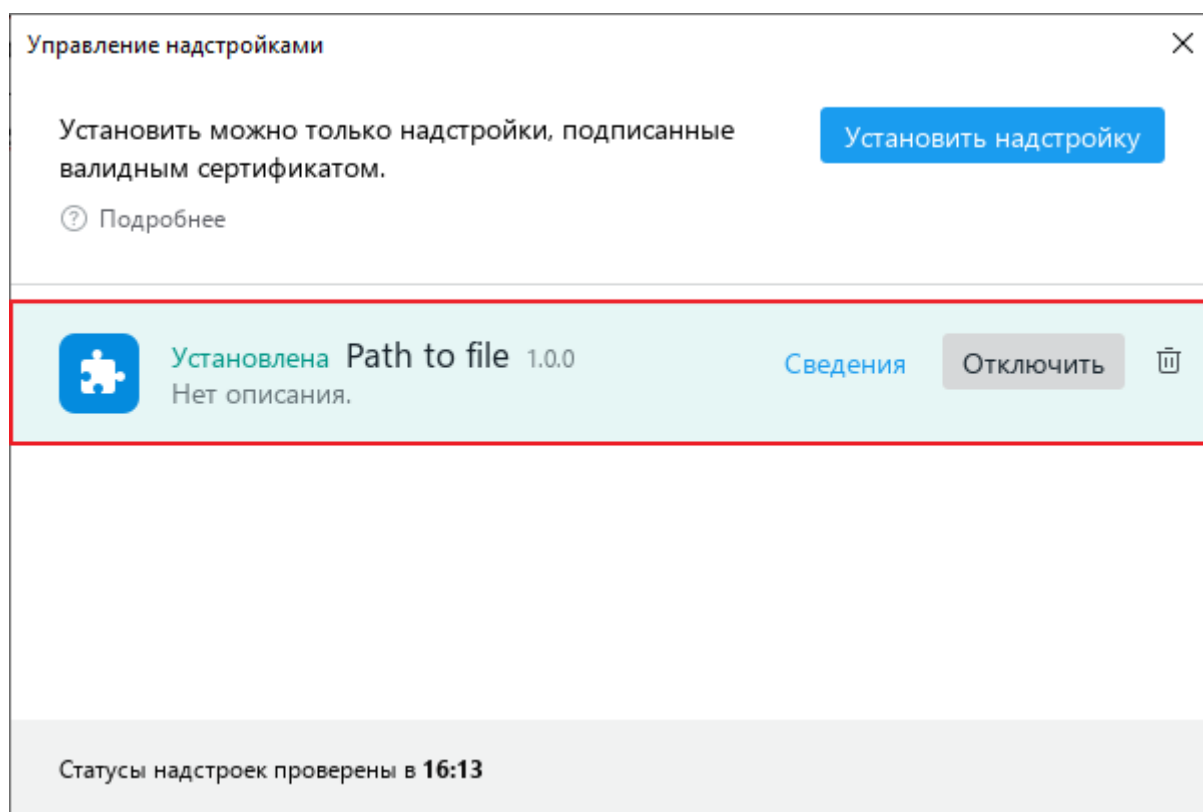 Управление надстройками
Установить можно только надстройки, подписанные
валидным сертификатом.
Установить надстройку
? Подробнее
Установлена Path to file 1.0.0
Нет описания.
Сведения
Отключить
Статусы надстроек проверены в 16:13